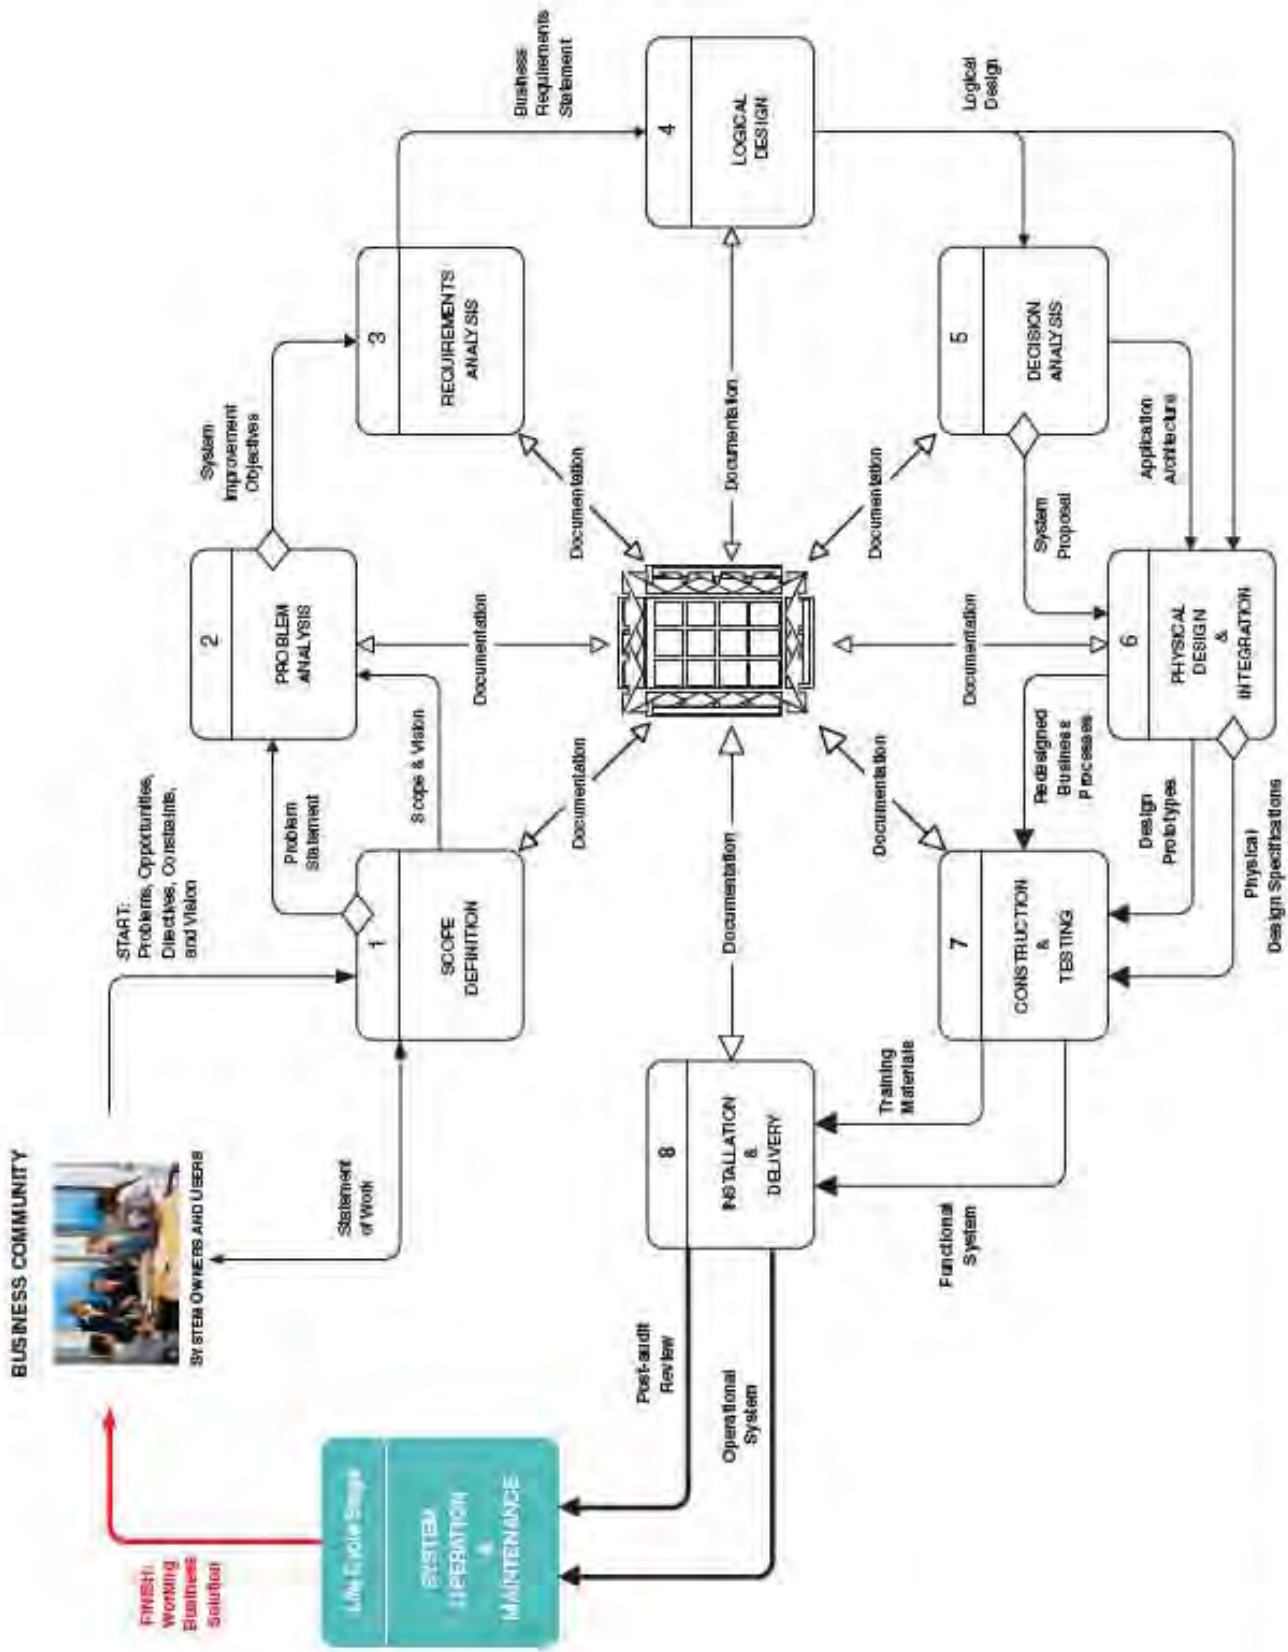 BUSINESS COMMUNITY
SYSTEM OWNERS AND USERS
FINISH:
Working
Business
Solution
START:
Problems, Opportunities,
Directives, Constraints,
and Vision
Statement
of Work
Life Cycle Stage
SYSTEM
OPERATION
&
MAINTENANCE
1
SCOPE
DEFINITION
Problem
Statement
Scope & Vision
2
PROBLEM
ANALYSIS
System
Improvement
Objectives
3
REQUIREMENTS
ANALYSIS
Business
Requirements
Statement
4
LOGICAL
DESIGN
Logical
Design
5
DECISION
ANALYSIS
System
Proposal
Application
Architecture
6
PHYSICAL
DESIGN
&
INTEGRATION
Redesigned
Business
Processes
Design
Prototypes
Physical
Design Specifications
7
CONSTRUCTION
&
TESTING
Training
Materials
Functional
System
8
INSTALLATION
&
DELIVERY
Post-audit
Review
Operational
System
Documentation
Documentation
Documentation
Documentation
Documentation
Documentation
Documentation
Documentation